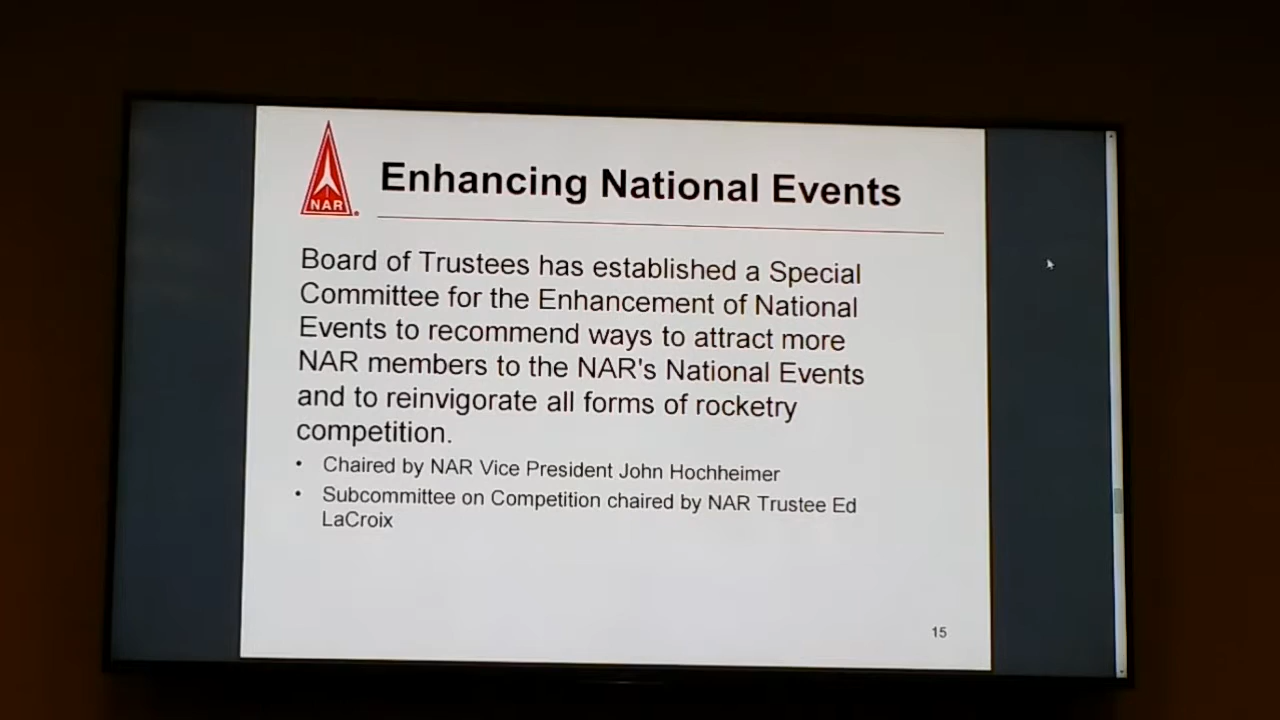 NAR
Enhancing National Events
Board of Trustees has established a Special
Committee for the Enhancement of National
Events to recommend ways to attract more
NAR members to the NAR's National Events
and to reinvigorate all forms of rocketry
competition.
• Chaired by NAR Vice President John Hochheimer
• Subcommittee on Competition chaired by NAR Trustee Ed
LaCroix
15